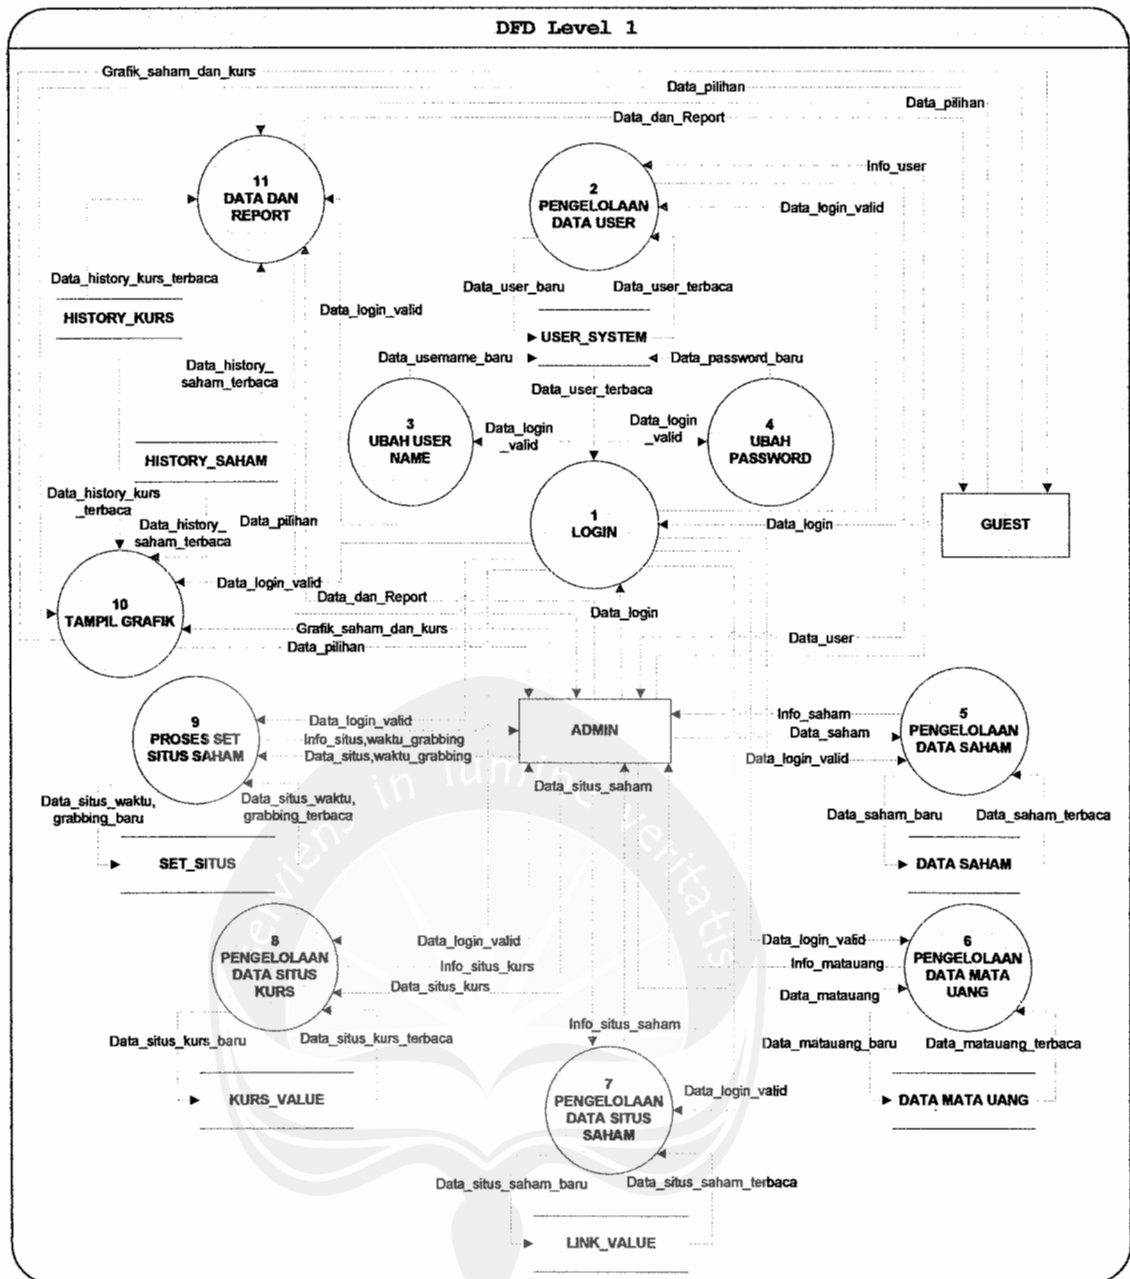 DFD Level 1
Grafik_saham_dan_kurs
Data_pilihan
Data_pilihan
Data_dan_Report
11
DATA DAN
REPORT
2
PENGELOLAAN
DATA USER
Info_user
Data_login_valid
Data_history_kurs_terbaca
Data_user_baru
Data_user_terbaca
HISTORY_KURS
Data_login_valid
USER_SYSTEM
Data_history_
saham_terbaca
Data_username_baru
Data_password_baru
Data_user_terbaca
3
UBAH USER
NAME
Data_login
_valid
Data_login
_valid
4
UBAH
PASSWORD
HISTORY_SAHAM
Data_history_kurs
_terbaca
Data_history_
saham_terbaca
Data_pilihan
1
LOGIN
Data_login
GUEST
Data_login_valid
10
TAMPIL GRAFIK
Data_dan_Report
Data_login
Grafik_saham_dan_kurs
Data_pilihan
Data_user
9
PROSES SET
SITUS SAHAM
Data_login_valid
Info_situs,waktu_grabbing
Data_situs,waktu_grabbing
ADMIN
Info_saham
Data_saham
Data_login_valid
5
PENGELOLAAN
DATA SAHAM
Data_situs_waktu,
grabbing_baru
Data_situs_waktu,
grabbing_terbaca
Data_situs_saham
Data_saham_baru
Data_saham_terbaca
SET_SITUS
DATA SAHAM
serviens in lumine veritatis
8
PENGELOLAAN
DATA SITUS
KURS
Data_login_valid
Info_situs_kurs
Data_situs_kurs
Data_login_valid
Info_matauang
Data_matauang
6
PENGELOLAAN
DATA MATA
UANG
Data_situs_kurs_baru
Data_situs_kurs_terbaca
Info_situs_saham
Data_matauang_baru
Data_matauang_terbaca
KURS_VALUE
7
PENGELOLAAN
DATA SITUS
SAHAM
Data_login_valid
DATA MATA UANG
Data_situs_saham_baru
Data_situs_saham_terbaca
LINK_VALUE